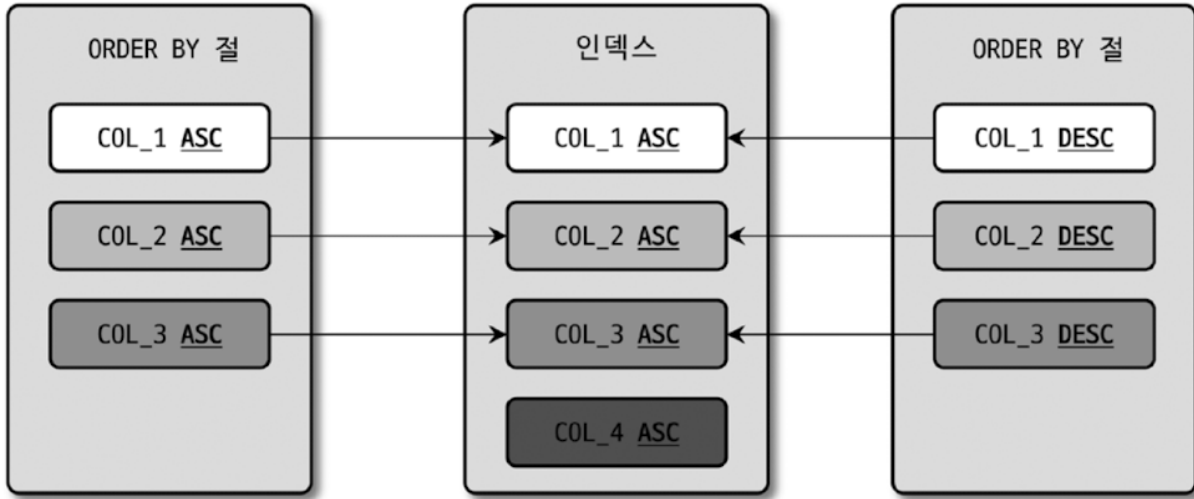 ORDER BY 절
COL_1 ASC
COL_2 ASC
COL_3 ASC
인덱스
COL_1 ASC
COL_2 ASC
COL_3 ASC
COL_4 ASC
ORDER BY 절
COL_1 DESC
COL_2 DESC
COL_3 DESC